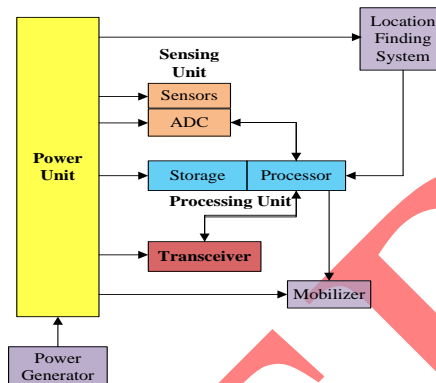 Location
Finding
System
Sensing
Unit
Sensors
ADC
Power
Unit
Storage
Processor
Processing Unit
Transceiver
Mobilizer
Power
Generator